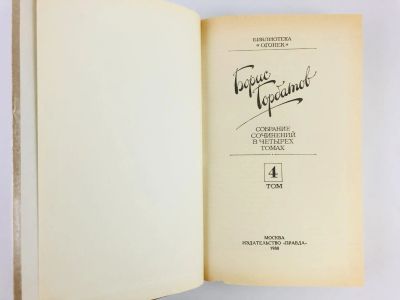 БИБЛИОТЕКА
«ОГОНЕК»
Борис
Горбатов
СОБРАНИЕ
СОЧИНЕНИЙ
В ЧЕТЫРЕХ
ТОМАХ
4
ТОМ
МОСКВА
ИЗДАТЕЛЬСТВО «ПРАВДА»
1988